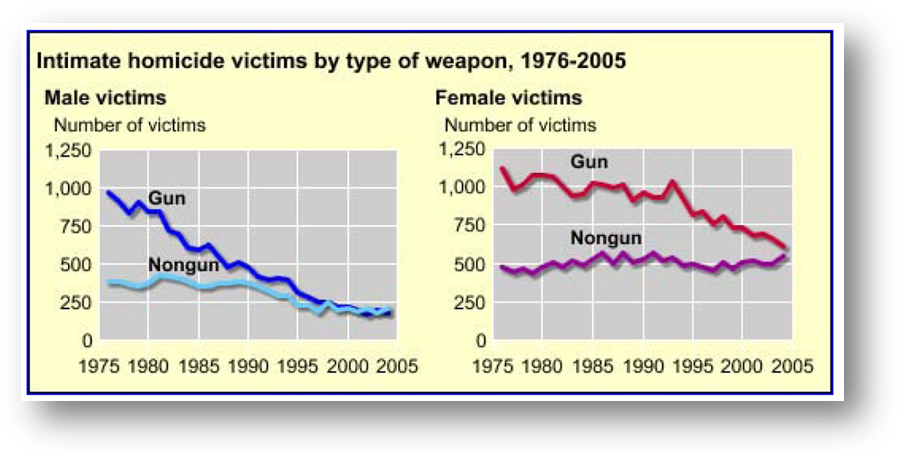 Intimate homicide victims by type of weapon, 1976-2005
Male victims
Number of victims
1,250
1,000
750
500
250
0
Gun
Nongun
1975 1980 1985 1990 1995 2000 2005
Female victims
Number of victims
1,250
1,000
750
500
250
0
Gun
Nongun
1975 1980 1985 1990 1995 2000 2005